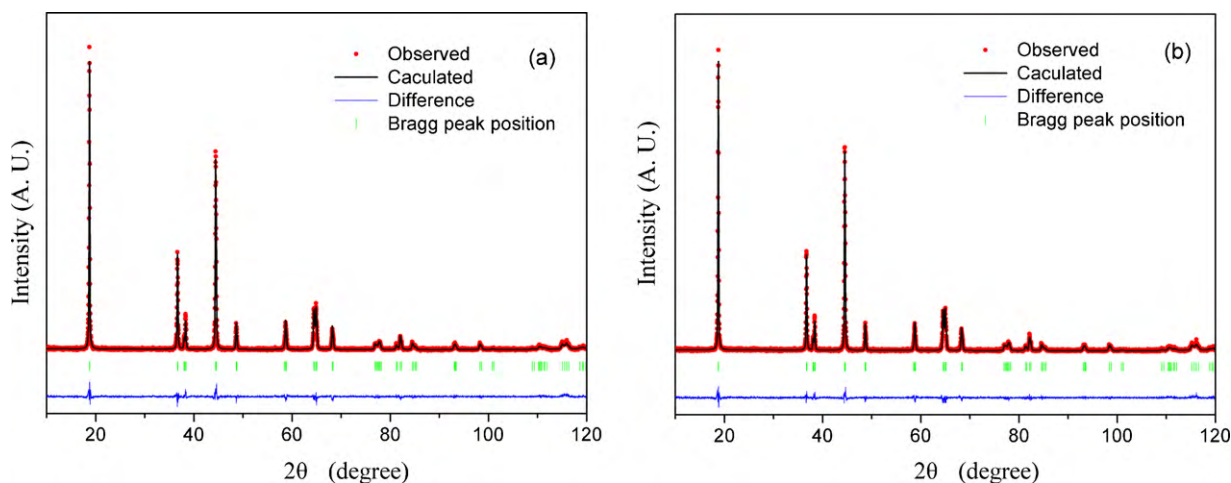 (a)
Observed
Caculated
Difference
Bragg peak position
Intensity (A. U.)
20 40 60 80 100 120
2θ (degree)
(b)
Observed
Caculated
Difference
Bragg peak position
Intensity (A. U.)
20 40 60 80 100 120
2θ (degree)